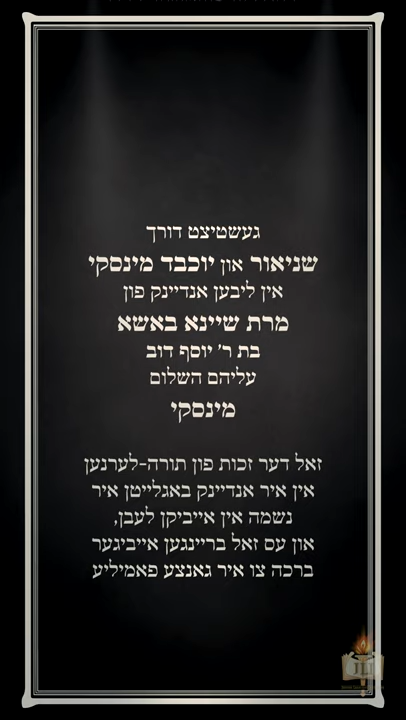 געשטיצט דורך
שניאור און יוכבד מינסקי
אין ליבען אנדיינק פון
מרת שיינא באשא
בת ר׳ יוסף דוב
עליהם השלום
מינסקי
זאל דער זכות פון תורה-לערנען
אין איר אנדיינק באגלייטן איר
נשמה אין אייביקן לעבן,
און עס זאל בריינגען אייביגער
ברכה צו איר גאנצע פאמיליע
JLI